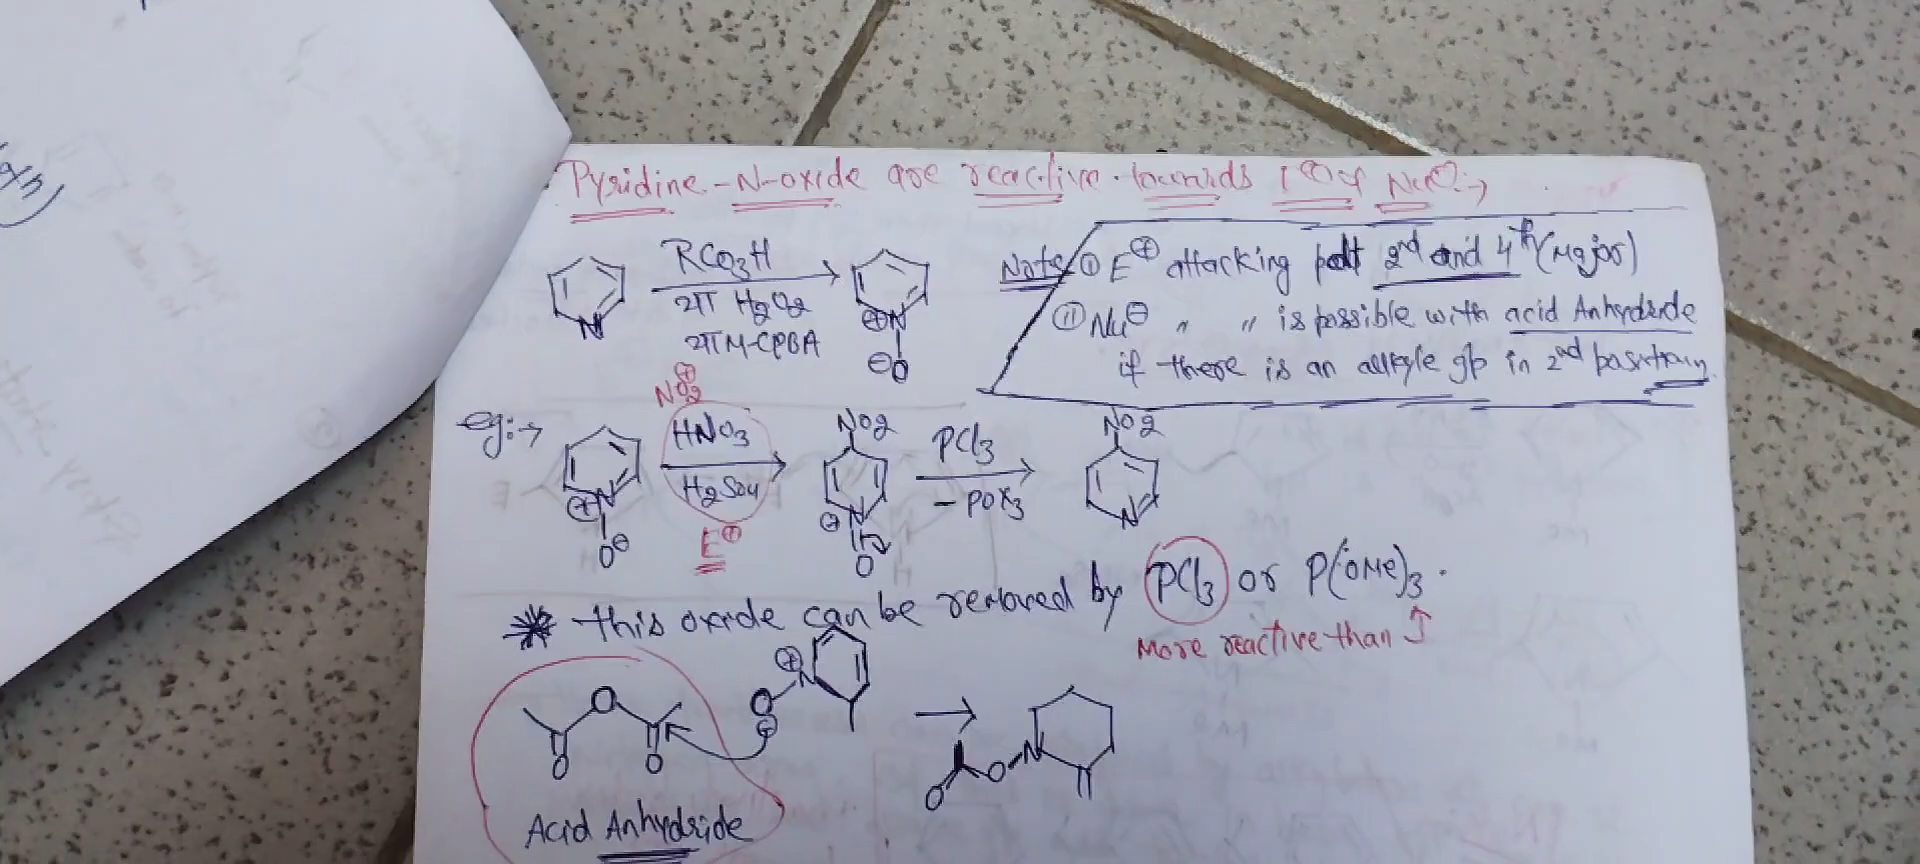 Pyridine-N-oxide are reactive towards E⊕ or Nu⊖:→
RCO3H
या H2O2
या M-CPBA
⊕N
⊖O
N
Note ① E⊕ attacking 2nd and 4th (Major)
② Nu⊖ " " is possible with acid Anhydride
if there is an alkyle gp in 2nd position
NO2⊕
eg:→
HNO3
H2SO4
E⊕
⊕N
O⊖
NO2
⊕N
O
PCl3
- POX3
NO2
N
* this oxide can be removed by PCl3 or P(OMe)3.
More reactive than ↑
O
O
O
O
⊖
⊕
N
→
O
O-N
Acid Anhydride